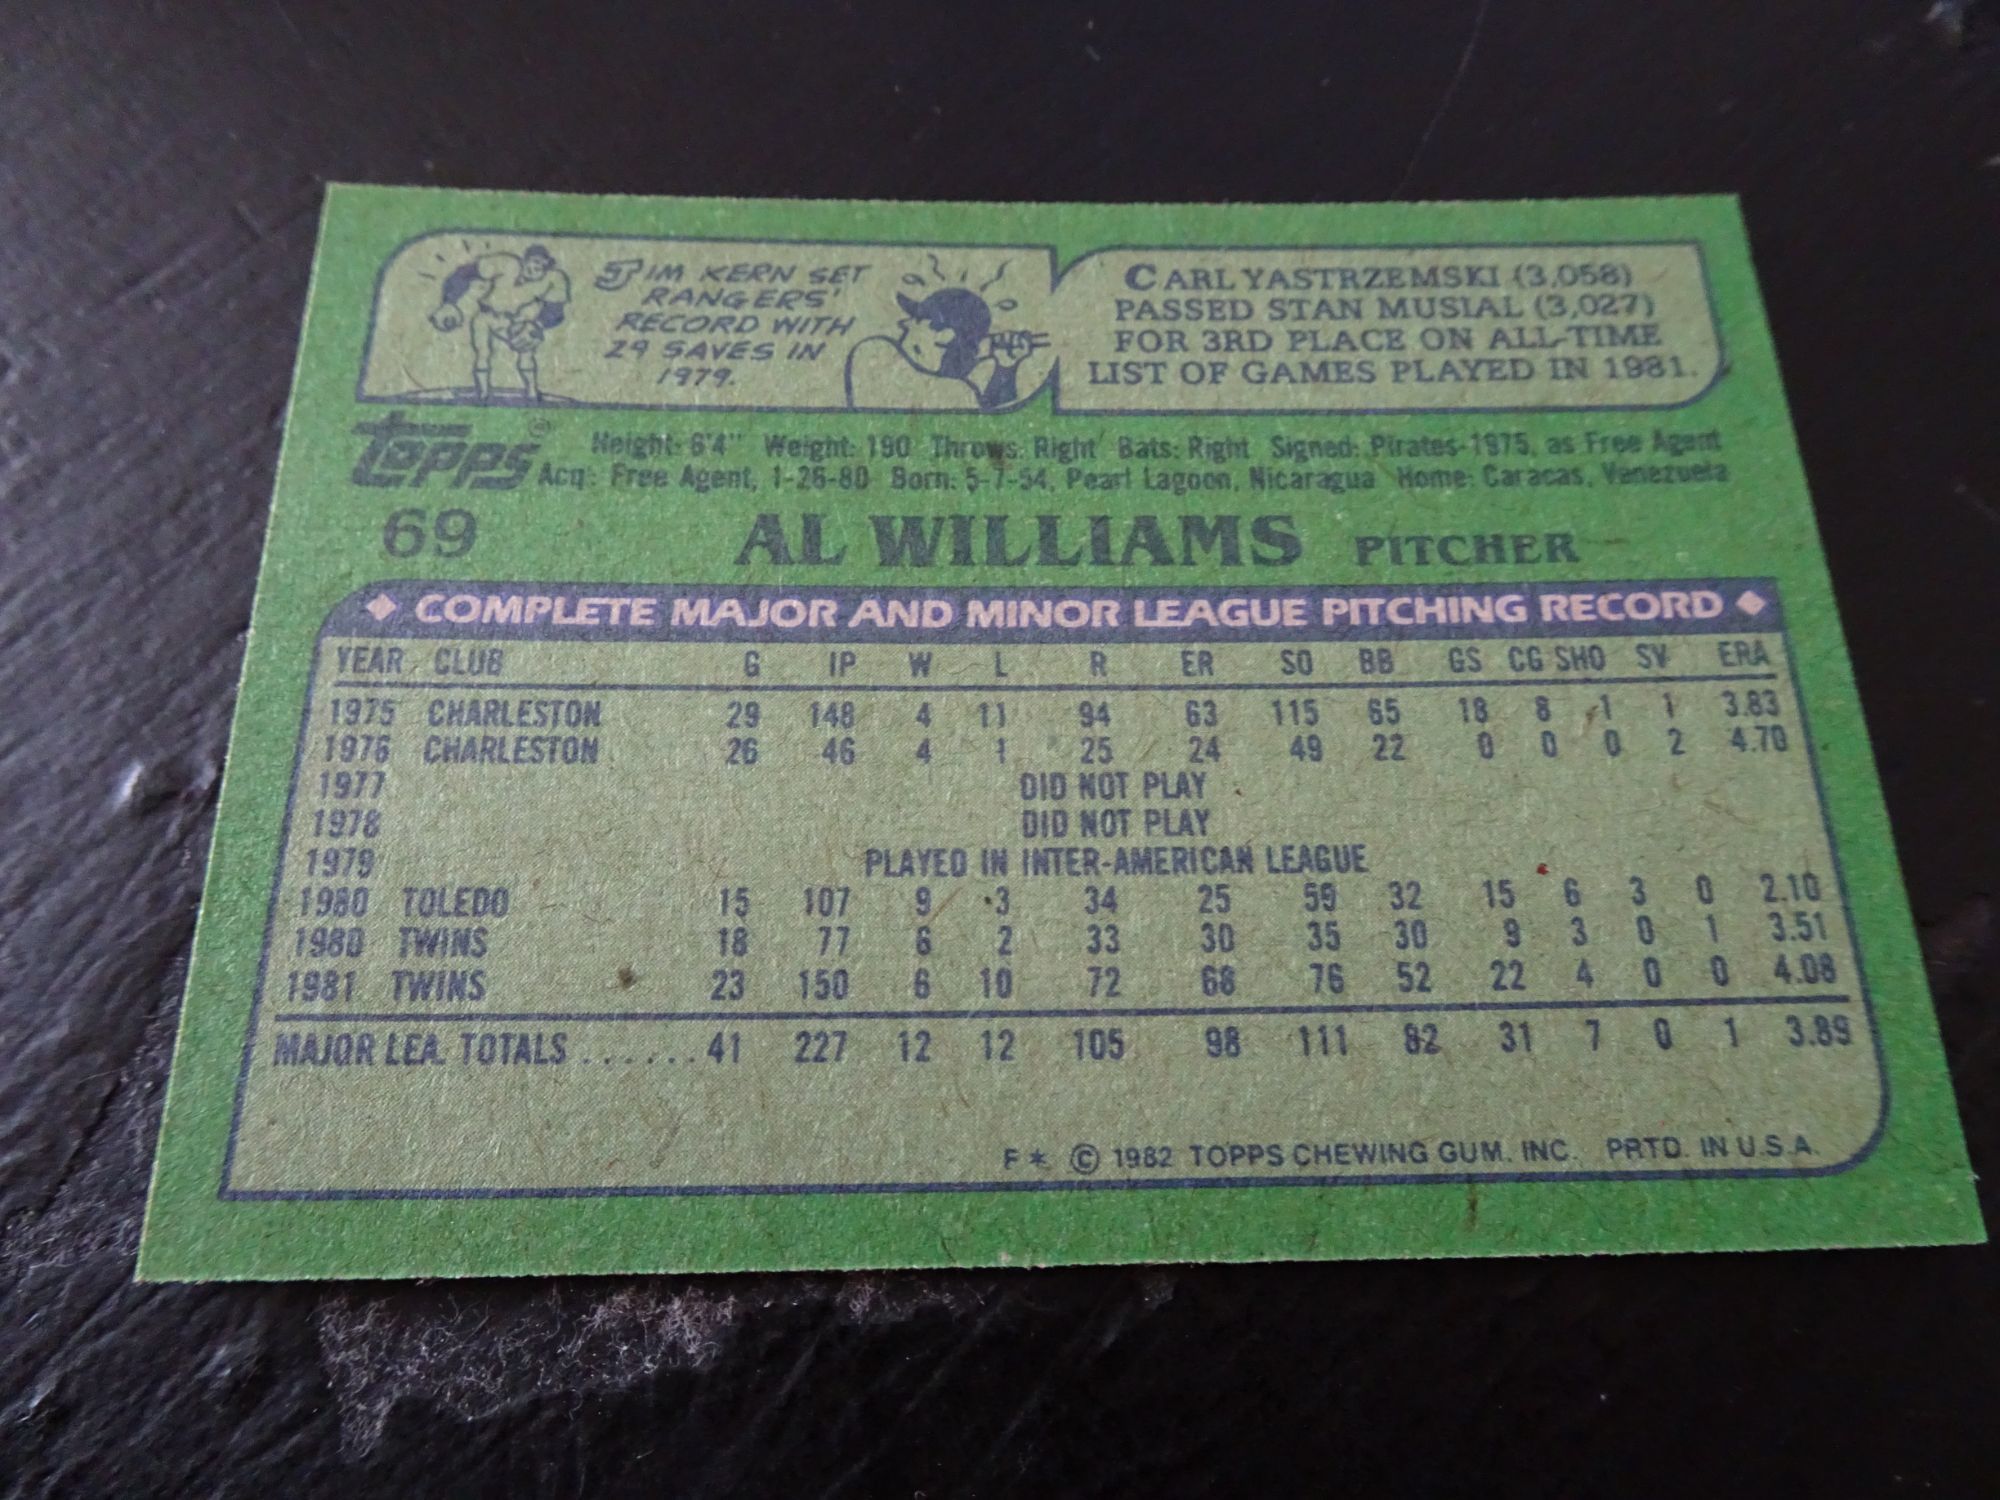 JIM KERN SET
RANGERS'
RECORD WITH
29 SAVES IN
1979.
CARL YASTRZEMSKI (3,058)
PASSED STAN MUSIAL (3,027)
FOR 3RD PLACE ON ALL-TIME
LIST OF GAMES PLAYED IN 1981.
Topps®
Height: 6'4" Weight: 190 Throws: Right Bats: Right Signed: Pirates-1975, as Free Agent
Acq: Free Agent, 1-26-80 Born: 5-7-54, Pearl Lagoon, Nicaragua Home: Caracas, Venezuela
69 AL WILLIAMS PITCHER
◆ COMPLETE MAJOR AND MINOR LEAGUE PITCHING RECORD ◆
YEAR CLUB G IP W L R ER SO BB GS CG SHO SV ERA
1975 CHARLESTON 29 148 4 11 94 63 115 65 18 8 1 1 3.83
1976 CHARLESTON 26 46 4 1 25 24 49 22 0 0 0 2 4.70
1977 DID NOT PLAY
1978 DID NOT PLAY
1979 PLAYED IN INTER-AMERICAN LEAGUE
1980 TOLEDO 15 107 9 3 34 25 59 32 15 6 3 0 2.10
1980 TWINS 18 77 6 2 33 30 35 30 9 3 0 1 3.51
1981 TWINS 23 150 6 10 72 68 76 52 22 4 0 0 4.08
MAJOR LEA. TOTALS ...... 41 227 12 12 105 98 111 82 31 7 0 1 3.89
F* © 1982 TOPPS CHEWING GUM, INC. PRTD. IN U.S.A.